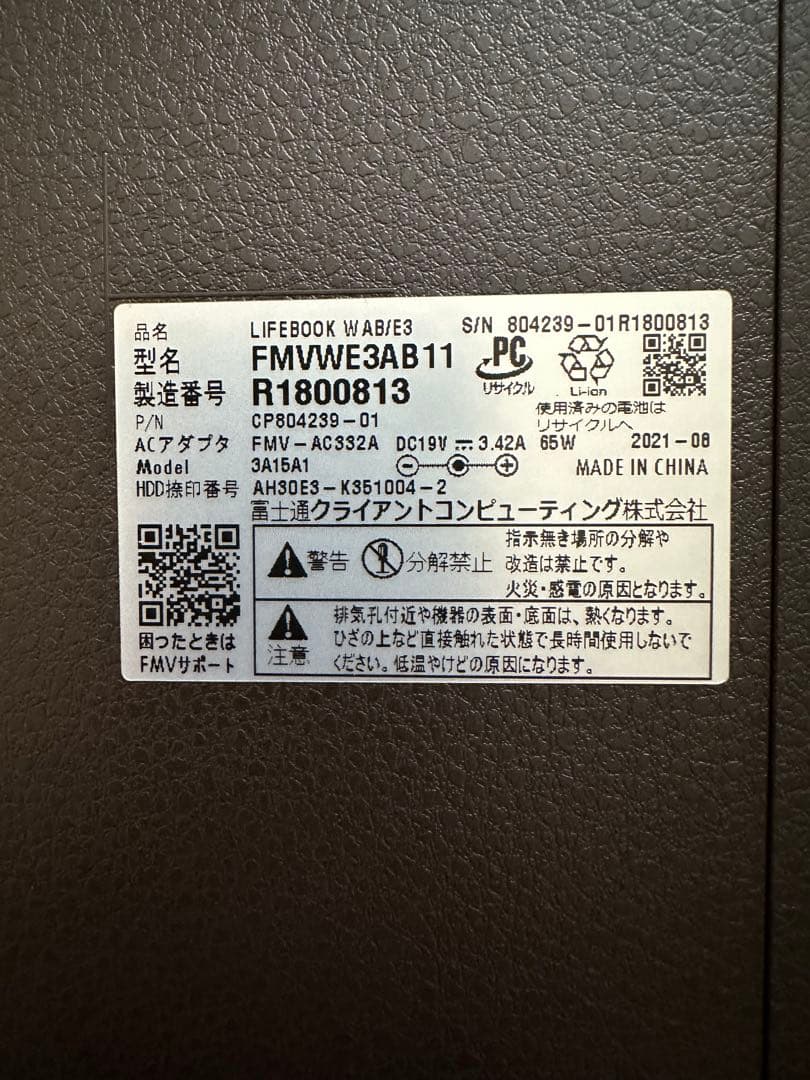 品名 LIFEBOOK WAB/E3 S/N 804239-01R1800813
型名 FMVWE3AB11
製造番号 R1800813
PC
リサイクル
Li-ion
使用済みの電池は
リサイクルへ
P/N CP804239-01
ACアダプタ FMV-AC332A DC19V 3.42A 65W 2021-08
Model 3A15A1 MADE IN CHINA
HDD捺印番号 AH30E3-K351004-2
富士通クライアントコンピューティング株式会社
警告 分解禁止
指示無き場所の分解や
改造は禁止です。
火災・感電の原因となります。
注意
排気孔付近や機器の表面・底面は、熱くなります。
ひざの上など直接触れた状態で長時間使用しないで
ください。低温やけどの原因になります。
困ったときは
FMVサポート